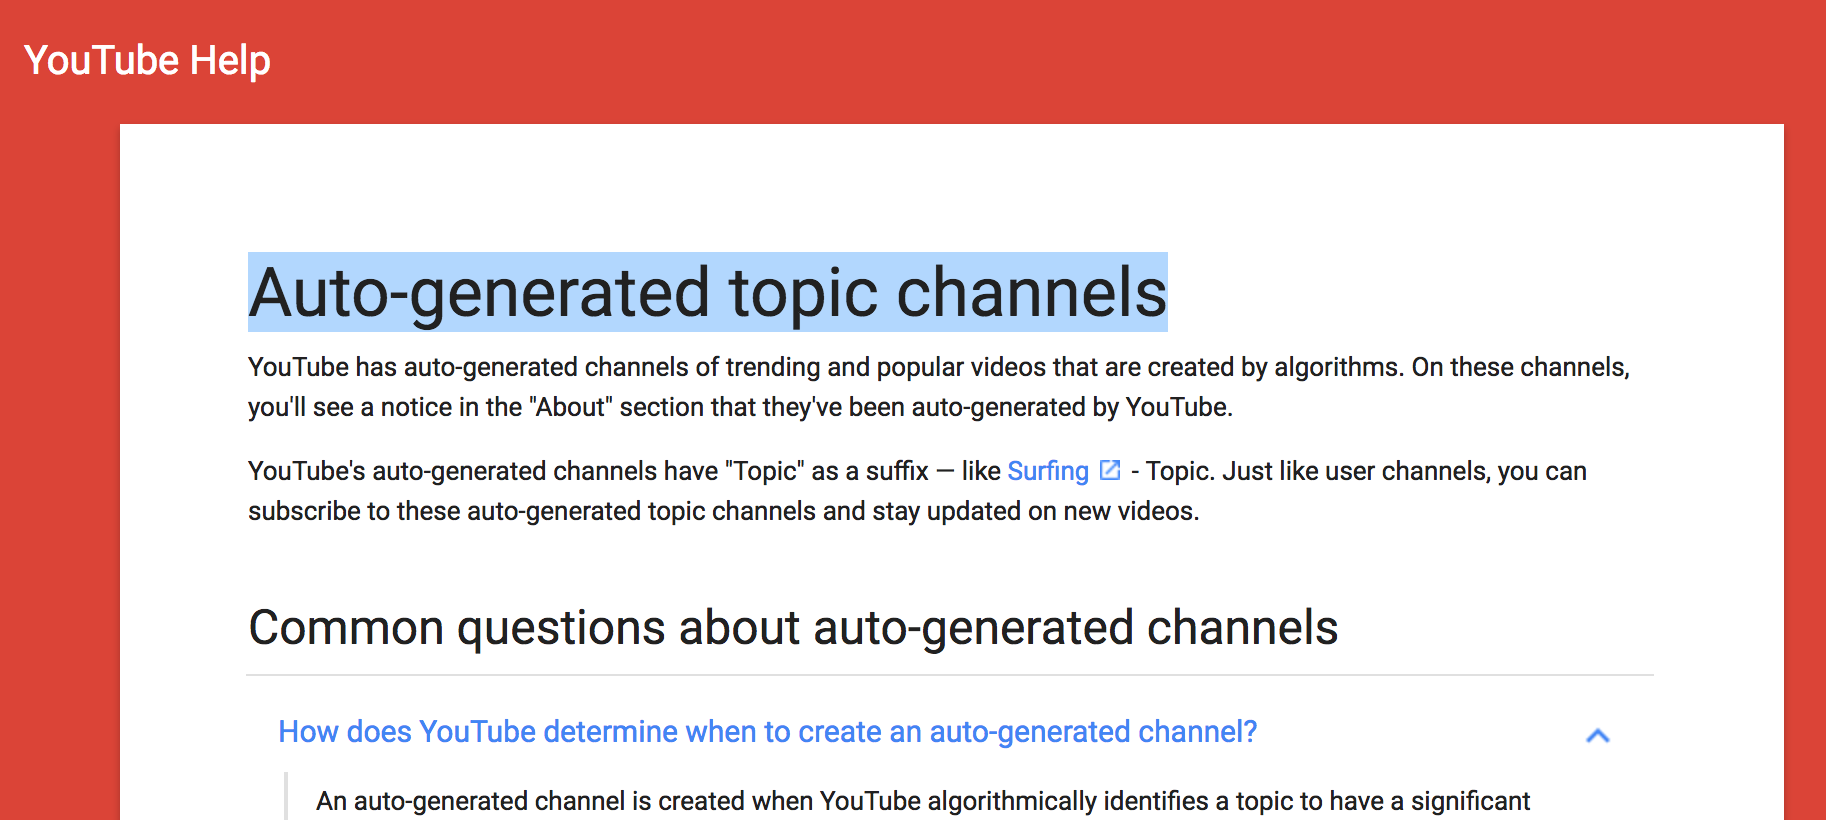 YouTube Help
Auto-generated topic channels
YouTube has auto-generated channels of trending and popular videos that are created by algorithms. On these channels,
you'll see a notice in the "About" section that they've been auto-generated by YouTube.
YouTube's auto-generated channels have "Topic" as a suffix — like Surfing - Topic. Just like user channels, you can
subscribe to these auto-generated topic channels and stay updated on new videos.
Common questions about auto-generated channels
How does YouTube determine when to create an auto-generated channel?
An auto-generated channel is created when YouTube algorithmically identifies a topic to have a significant